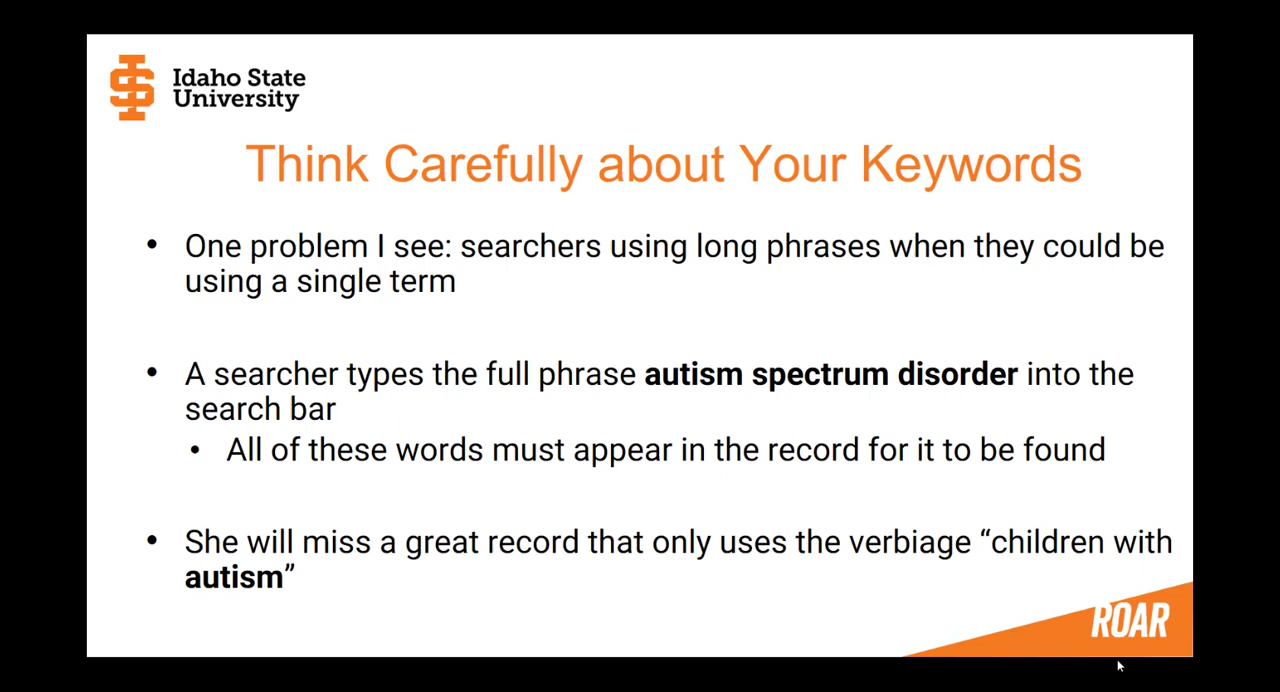 Idaho State
University
Think Carefully about Your Keywords
• One problem I see: searchers using long phrases when they could be
using a single term
• A searcher types the full phrase autism spectrum disorder into the
search bar
• All of these words must appear in the record for it to be found
• She will miss a great record that only uses the verbiage “children with
autism”
ROAR